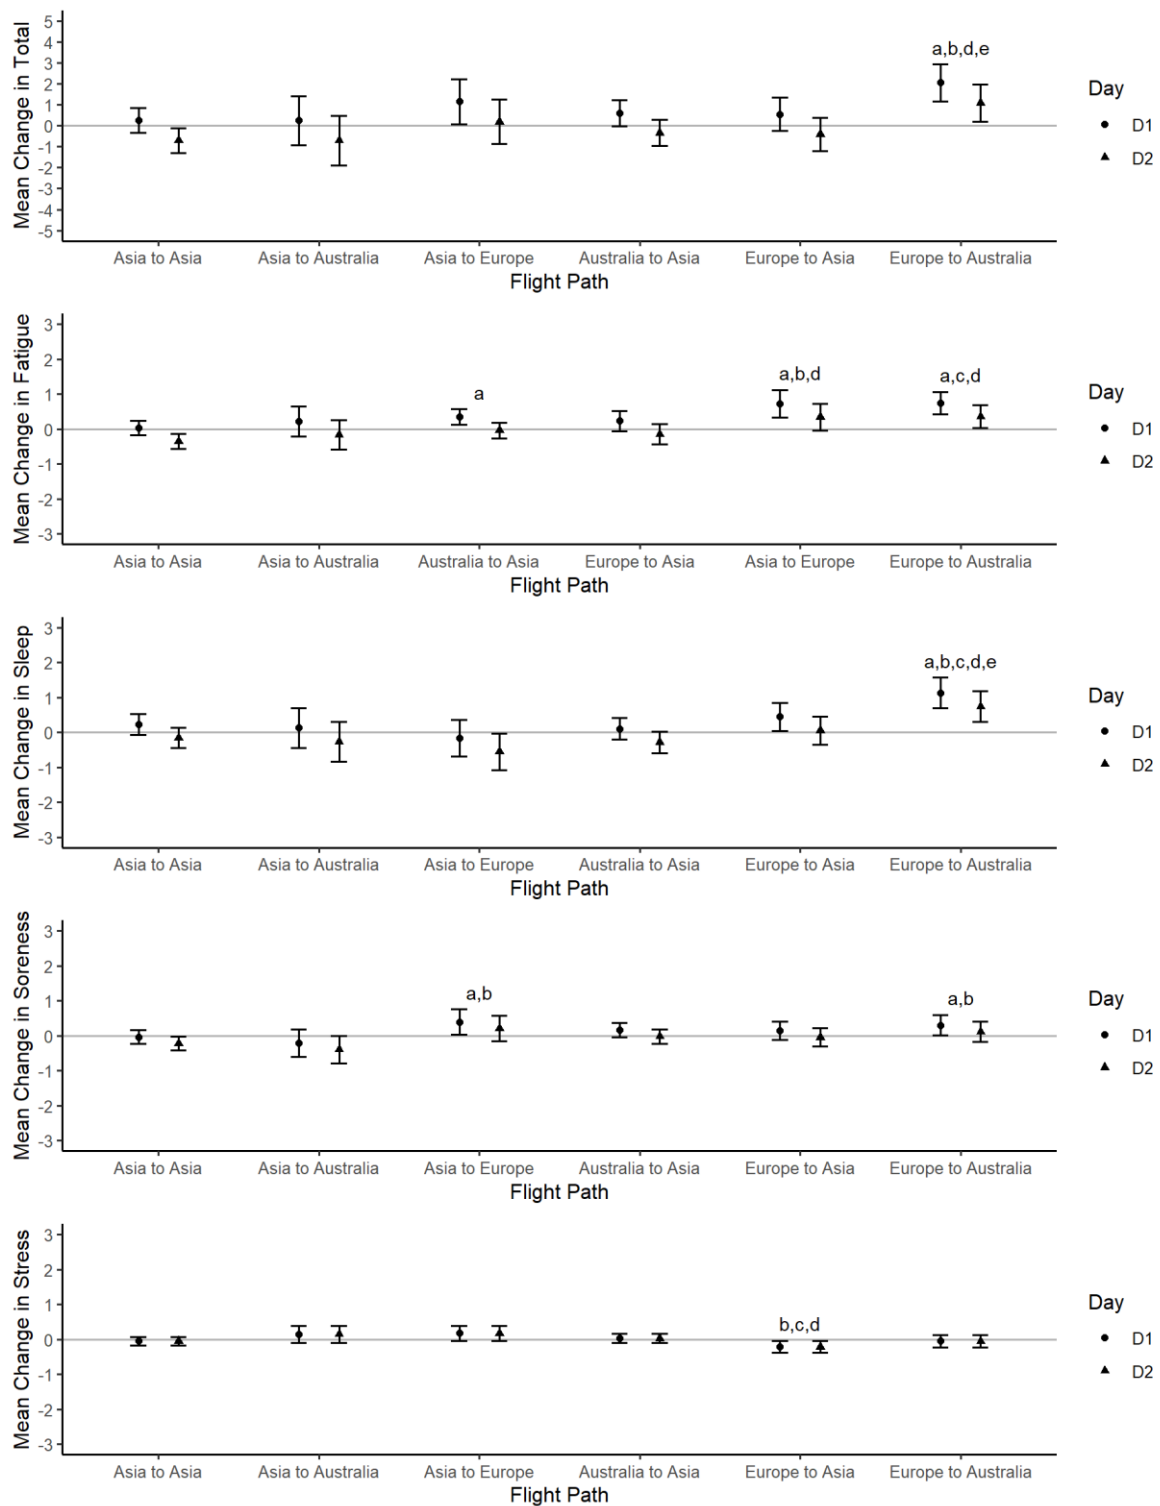 Mean Change in Total
5
4
3
2
1
0
-1
-2
-3
-4
-5
a,b,d,e
Asia to Asia Asia to Australia Asia to Europe Australia to Asia Europe to Asia Europe to Australia
Flight Path
Day
D1
D2
Mean Change in Fatigue
3
2
1
0
-1
-2
-3
a a,b,d a,c,d
Asia to Asia Asia to Australia Australia to Asia Europe to Asia Asia to Europe Europe to Australia
Flight Path
Day
D1
D2
Mean Change in Sleep
3
2
1
0
-1
-2
-3
a,b,c,d,e
Asia to Asia Asia to Australia Asia to Europe Australia to Asia Europe to Asia Europe to Australia
Flight Path
Day
D1
D2
Mean Change in Soreness
3
2
1
0
-1
-2
-3
a,b a,b
Asia to Asia Asia to Australia Asia to Europe Australia to Asia Europe to Asia Europe to Australia
Flight Path
Day
D1
D2
Mean Change in Stress
3
2
1
0
-1
-2
-3
b,c,d
Asia to Asia Asia to Australia Asia to Europe Australia to Asia Europe to Asia Europe to Australia
Flight Path
Day
D1
D2